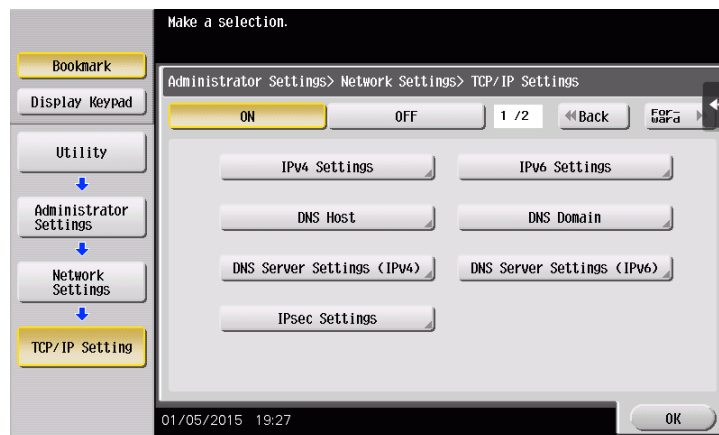 Make a selection.
Bookmark
Display Keypad
Utility
Administrator
Settings
Network
Settings
TCP/IP Setting
Administrator Settings> Network Settings> TCP/IP Settings
ON
OFF
1 /2
Back
For-
ward
IPv4 Settings
IPv6 Settings
DNS Host
DNS Domain
DNS Server Settings (IPv4)
DNS Server Settings (IPv6)
IPsec Settings
01/05/2015 19:27
OK